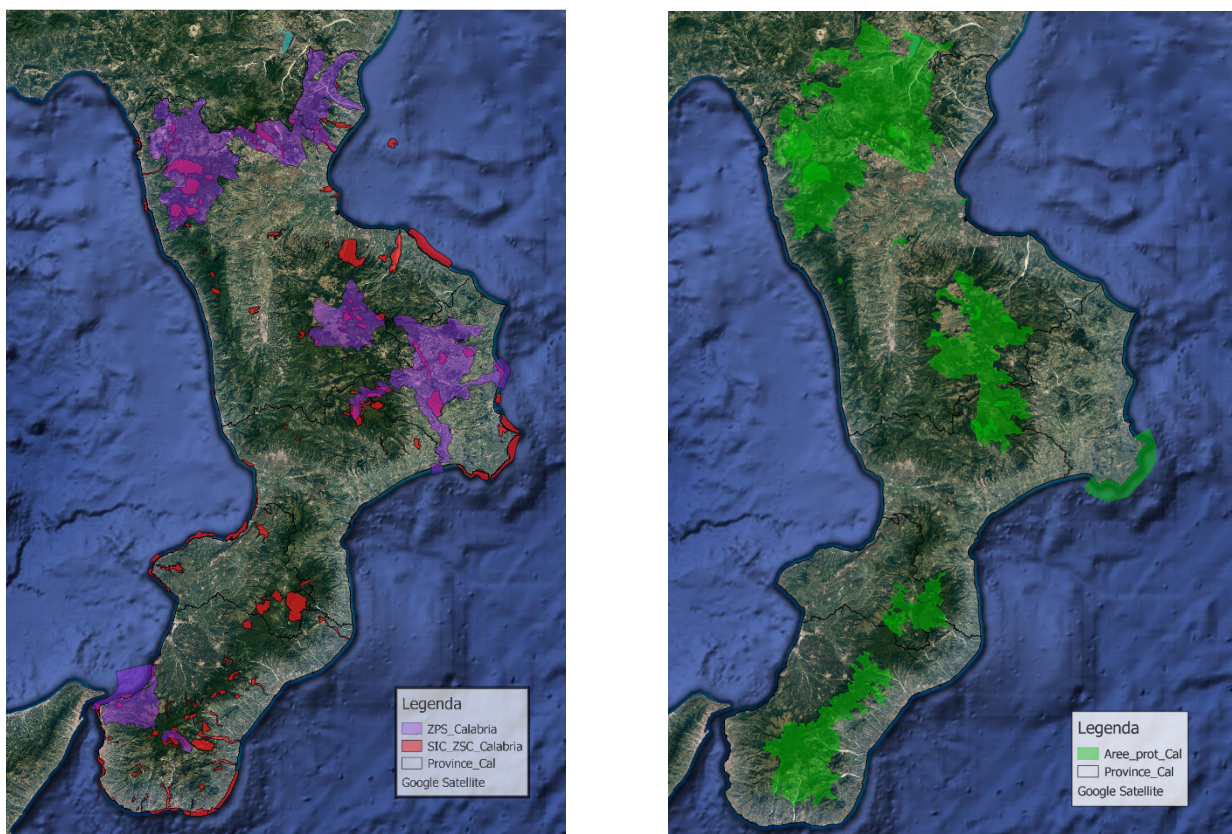 Legenda
ZPS_Calabria
SIC_ZSC_Calabria
Province_Cal
Google Satellite
Legenda
Aree_prot_Cal
Province_Cal
Google Satellite